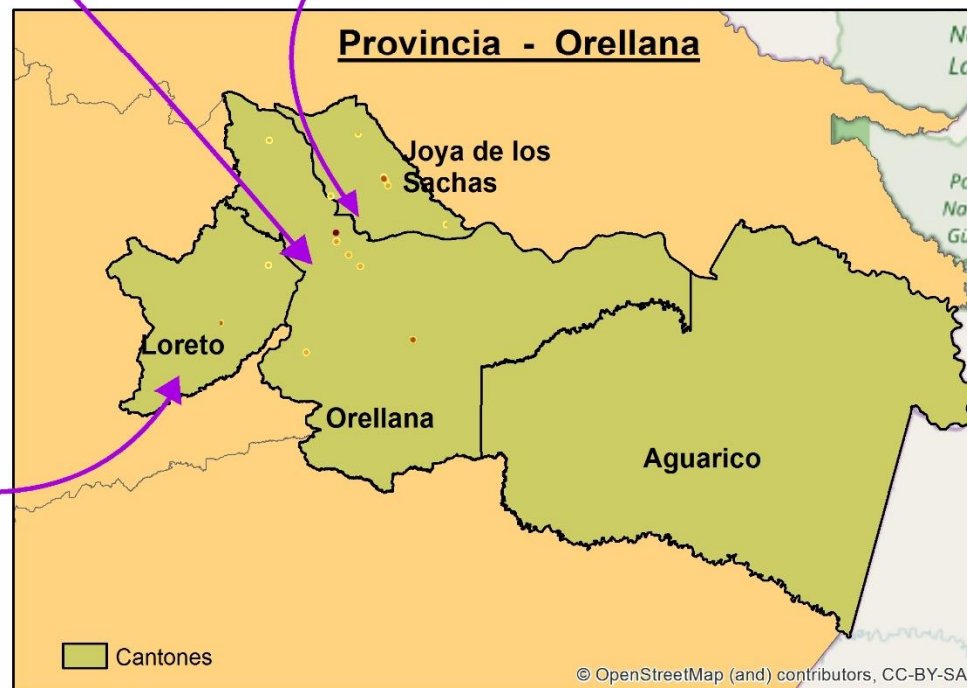 Provincia - Orellana
Joya de los
Sachas
Loreto
Orellana
Aguarico
Cantones
© OpenStreetMap (and) contributors, CC-BY-SA